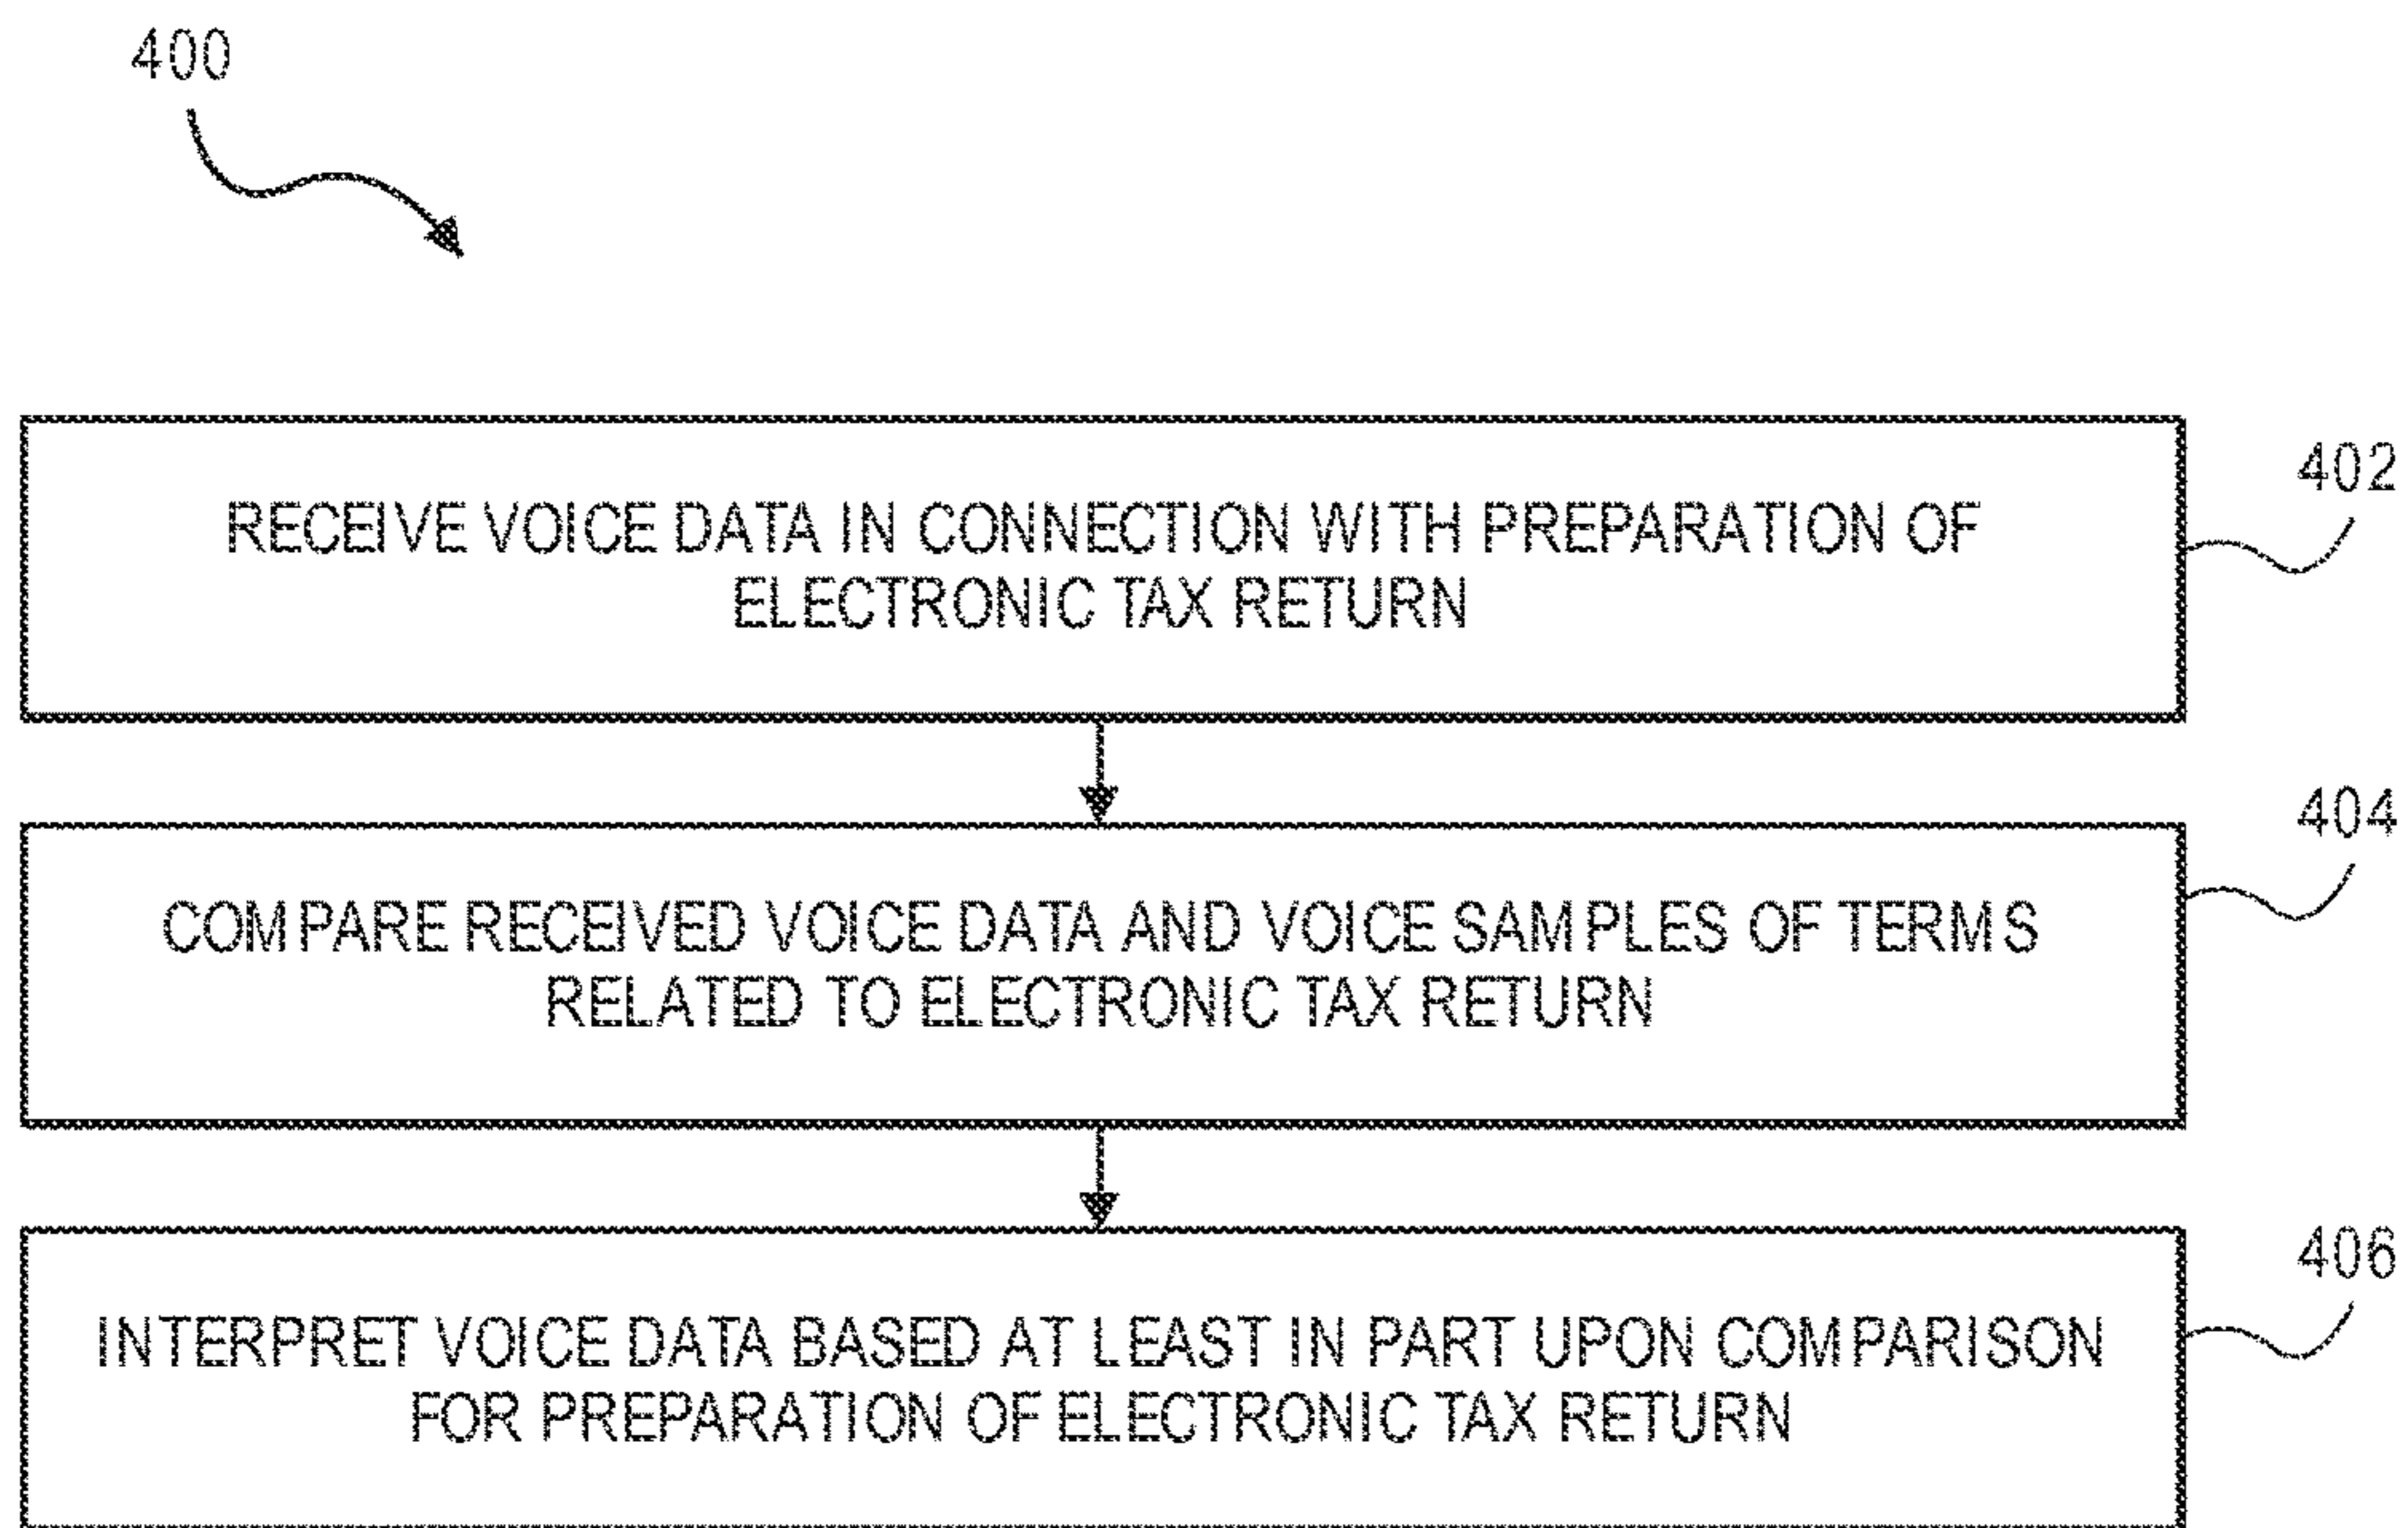 400
402
RECEIVE VOICE DATA IN CONNECTION WITH PREPARATION OF
ELECTRONIC TAX RETURN
404
COMPARE RECEIVED VOICE DATA AND VOICE SAMPLES OF TERMS
RELATED TO ELECTRONIC TAX RETURN
406
INTERPRET VOICE DATA BASED AT LEAST IN PART UPON COMPARISON
FOR PREPARATION OF ELECTRONIC TAX RETURN